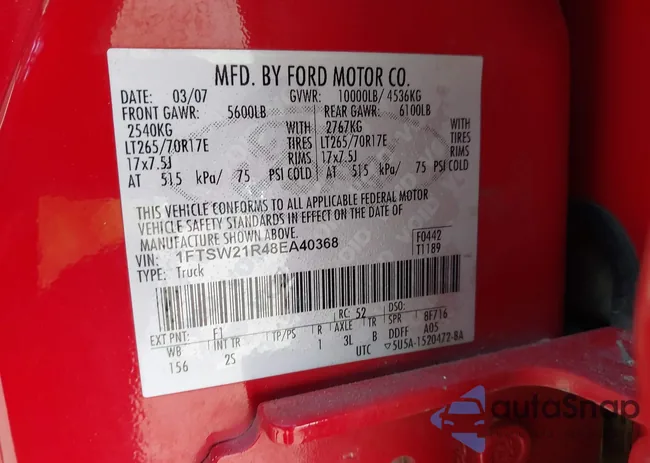 MFD. BY FORD MOTOR CO.
DATE: 03/07 GVWR: 10000LB/ 4536KG
FRONT GAWR: 5600LB REAR GAWR: 6100LB
2540KG WITH 2767KG WITH
LT265/70R17E TIRES LT265/70R17E TIRES
17x7.5J RIMS 17x7.5J RIMS
AT 515 kPa/ 75 PSI COLD AT 515 kPa/ 75 PSI COLD
THIS VEHICLE CONFORMS TO ALL APPLICABLE FEDERAL MOTOR
VEHICLE SAFETY STANDARDS IN EFFECT ON THE DATE OF
MANUFACTURE SHOWN ABOVE.
VIN: 1FTSW21R48EA40368 F0442
TYPE: Truck T1189
RC: 52 DSO:
EXT PNT: F1 TP/PS R AXLE TR SPR BF/16
WB INT TR 1 3L B DDFF A05
156 2S UTC ▽5U5A-1520472-BA
autoSnap